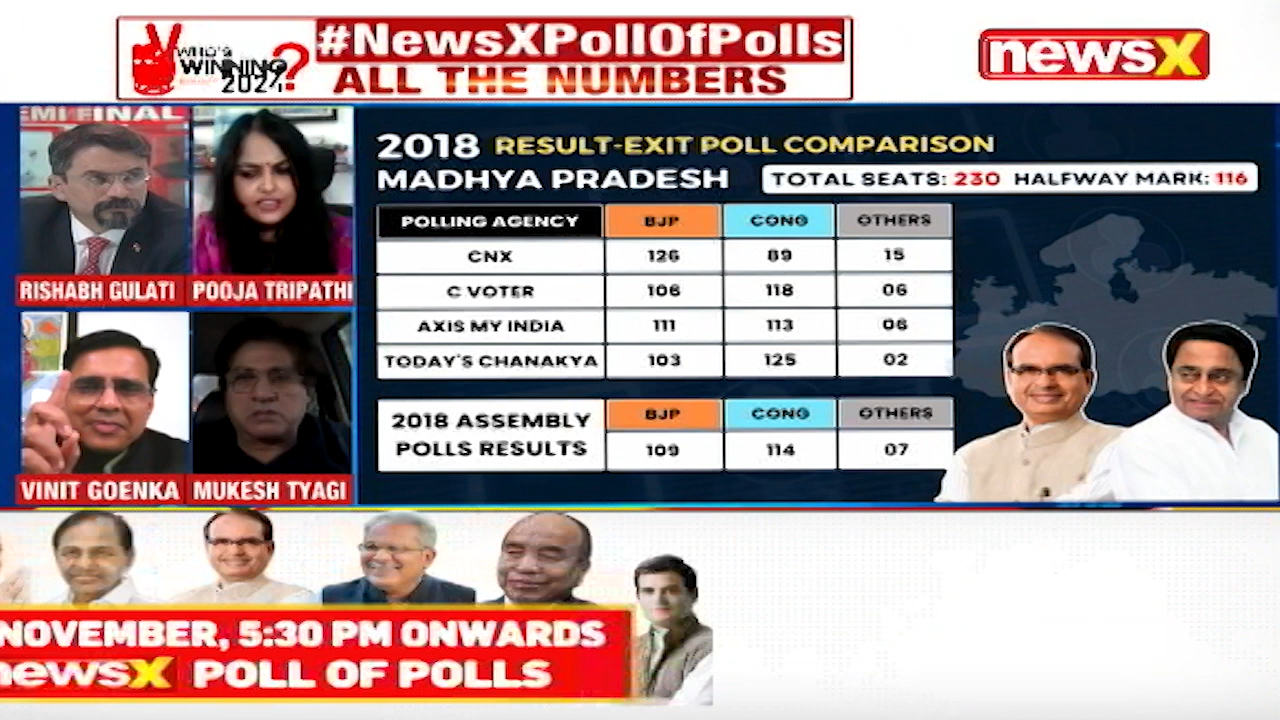 WHO'S
WINNING?
2024
#NewsXPollOfPolls
ALL THE NUMBERS
newsX
EMI FINAL
RISHABH GULATI
POOJA TRIPATHI
VINIT GOENKA
MUKESH TYAGI
2018 RESULT-EXIT POLL COMPARISON
MADHYA PRADESH TOTAL SEATS: 230 HALFWAY MARK: 116
POLLING AGENCY BJP CONG OTHERS
CNX 126 89 15
C VOTER 106 118 06
AXIS MY INDIA 111 113 06
TODAY'S CHANAKYA 103 125 02
2018 ASSEMBLY POLLS RESULTS BJP CONG OTHERS
109 114 07
NOVEMBER, 5:30 PM ONWARDS
newsX POLL OF POLLS